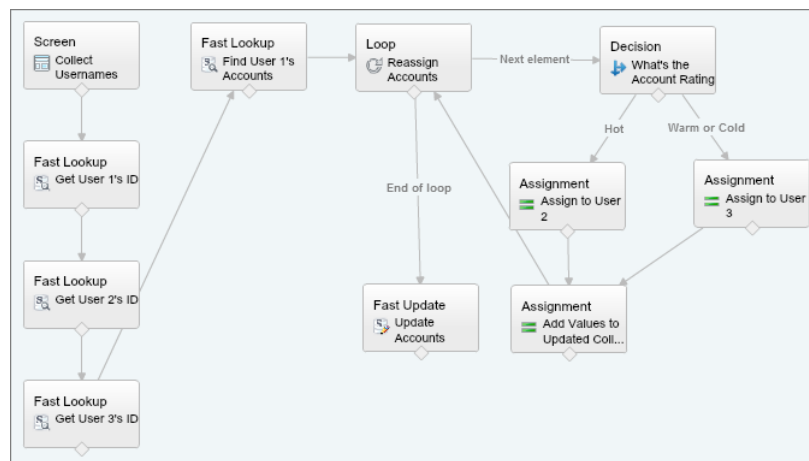 Screen
Collect
Usernames
Fast Lookup
Get User 1's ID
Fast Lookup
Get User 2's ID
Fast Lookup
Get User 3's ID
Fast Lookup
Find User 1's
Accounts
Loop
Reassign
Accounts
Next element
Decision
What's the
Account Rating
Hot
Warm or Cold
Assignment
Assign to User
2
Assignment
Assign to User
3
Assignment
Add Values to
Updated Coll...
End of loop
Fast Update
Update
Accounts